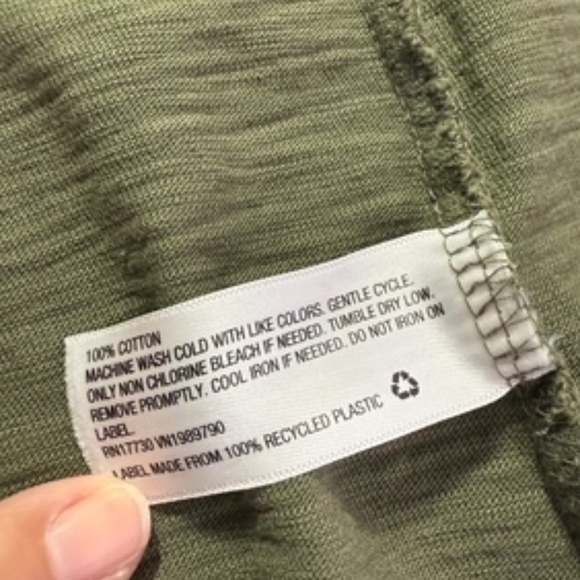 100% COTTON
MACHINE WASH COLD WITH LIKE COLORS. GENTLE CYCLE.
ONLY NON CHLORINE BLEACH IF NEEDED. TUMBLE DRY LOW.
REMOVE PROMPTLY. COOL IRON IF NEEDED. DO NOT IRON ON
LABEL.
RN17730 VN1989790
LABEL MADE FROM 100% RECYCLED PLASTIC